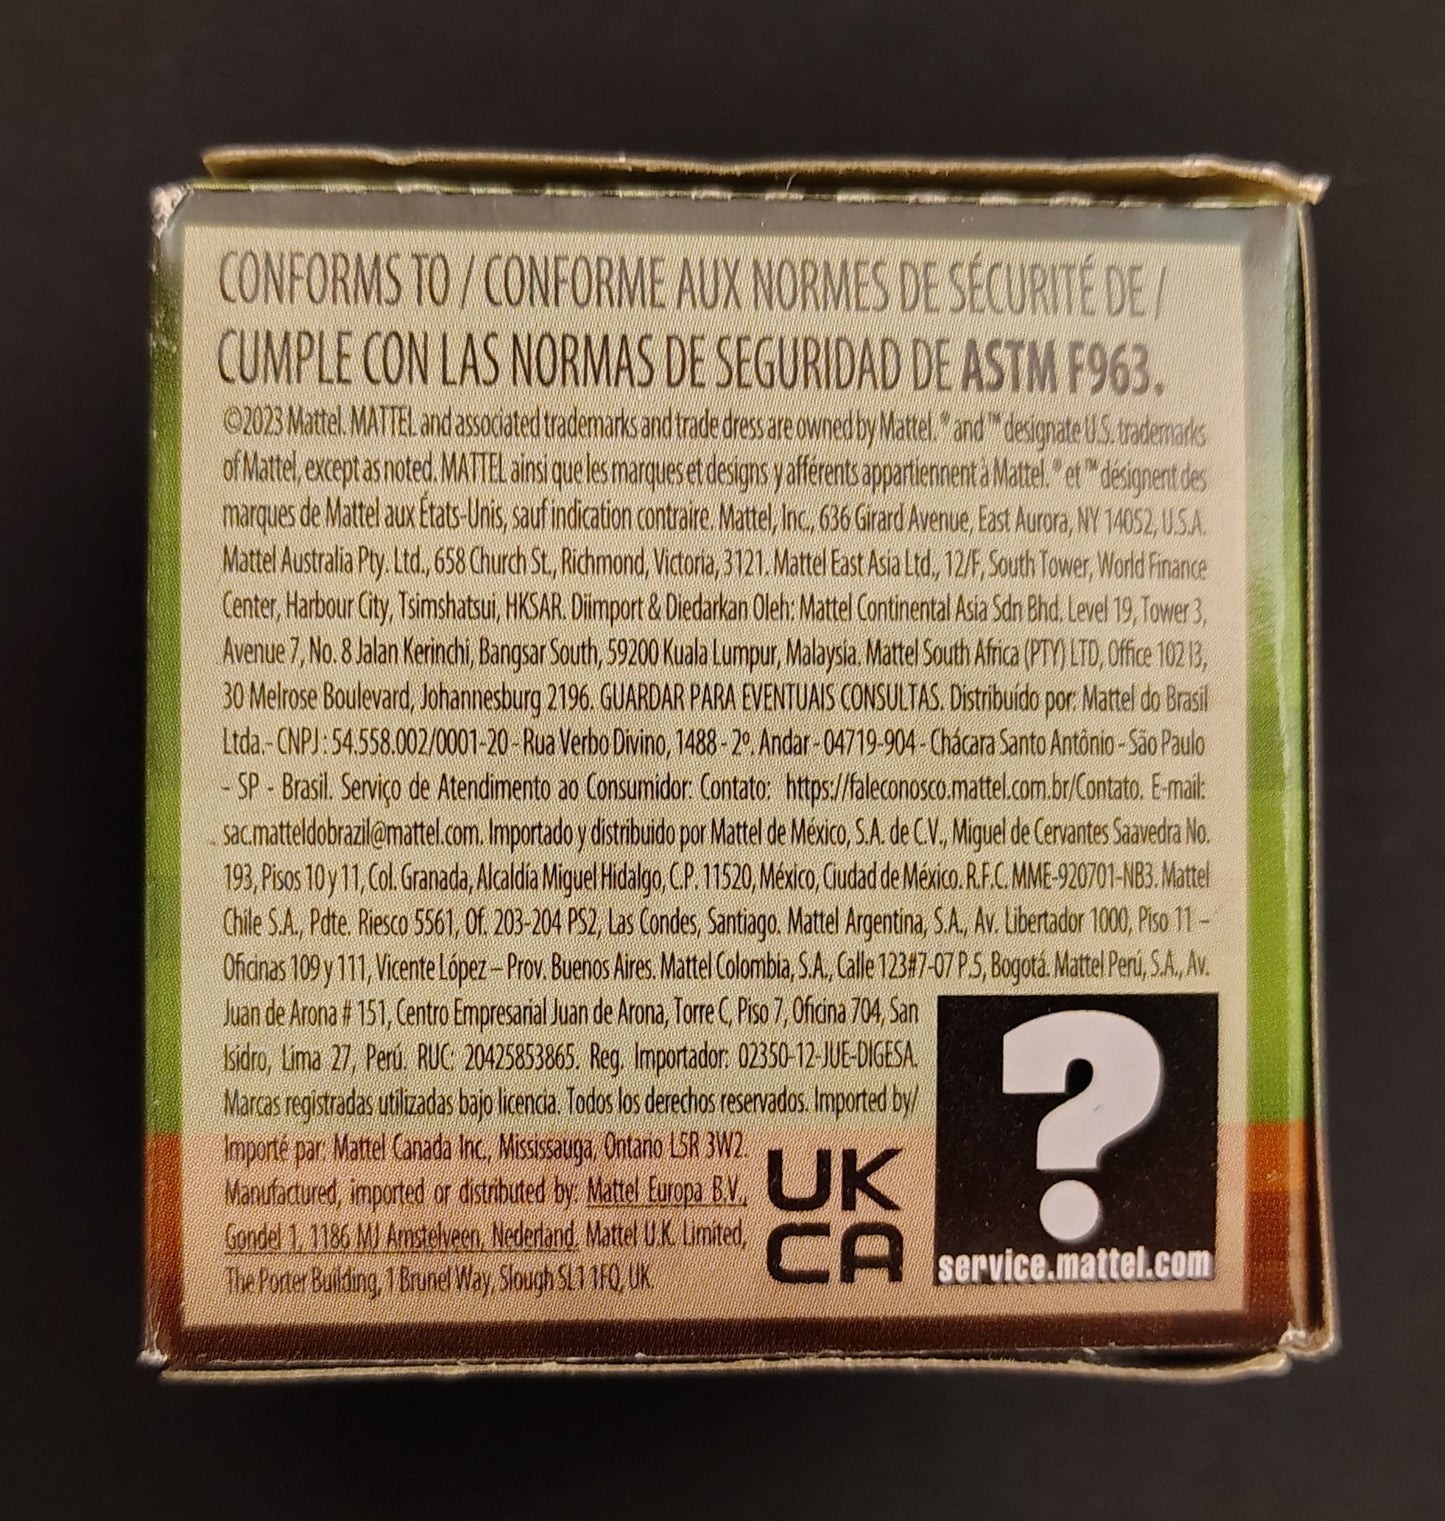 CONFORMS TO / CONFORME AUX NORMES DE SÉCURITÉ DE /
CUMPLE CON LAS NORMAS DE SEGURIDAD DE ASTM F963.
©2023 Mattel. MATTEL and associated trademarks and trade dress are owned by Mattel. ® and ™ designate U.S. trademarks
of Mattel, except as noted. MATTEL ainsi que les marques et designs y afférents appartiennent à Mattel. ® et ™ désignent des
marques de Mattel aux États-Unis, sauf indication contraire. Mattel, Inc., 636 Girard Avenue, East Aurora, NY 14052, U.S.A.
Mattel Australia Pty. Ltd., 658 Church St., Richmond, Victoria, 3121. Mattel East Asia Ltd., 12/F, South Tower, World Finance
Center, Harbour City, Tsimshatsui, HKSAR. Diimport & Diedarkan Oleh: Mattel Continental Asia Sdn Bhd. Level 19, Tower 3,
Avenue 7, No. 8 Jalan Kerinchi, Bangsar South, 59200 Kuala Lumpur, Malaysia. Mattel South Africa (PTY) LTD, Office 102 I3,
30 Melrose Boulevard, Johannesburg 2196. GUARDAR PARA EVENTUAIS CONSULTAS. Distribuído por: Mattel do Brasil
Ltda.- CNPJ : 54.558.002/0001-20 - Rua Verbo Divino, 1488 - 2º. Andar - 04719-904 - Chácara Santo Antônio - São Paulo
- SP - Brasil. Serviço de Atendimento ao Consumidor: Contato: https://faleconosco.mattel.com.br/Contato. E-mail:
sac.matteldobrazil@mattel.com. Importado y distribuido por Mattel de México, S.A. de C.V., Miguel de Cervantes Saavedra No.
193, Pisos 10 y 11, Col. Granada, Alcaldía Miguel Hidalgo, C.P. 11520, México, Ciudad de México. R.F.C. MME-920701-NB3. Mattel
Chile S.A., Pdte. Riesco 5561, Of. 203-204 PS2, Las Condes, Santiago. Mattel Argentina, S.A., Av. Libertador 1000, Piso 11 –
Oficinas 109 y 111, Vicente López – Prov. Buenos Aires. Mattel Colombia, S.A., Calle 123#7-07 P.5, Bogotá. Mattel Perú, S.A., Av.
Juan de Arona # 151, Centro Empresarial Juan de Arona, Torre C, Piso 7, Oficina 704, San
Isidro, Lima 27, Perú. RUC: 20425853865. Reg. Importador: 02350-12-JUE-DIGESA.
Marcas registradas utilizadas bajo licencia. Todos los derechos reservados. Imported by/
Importé par: Mattel Canada Inc., Mississauga, Ontario L5R 3W2.
Manufactured, imported or distributed by: Mattel Europa B.V.,
Gondel 1, 1186 MJ Amstelveen, Nederland. Mattel U.K. Limited,
The Porter Building, 1 Brunel Way, Slough SL1 1FQ, UK.
UK
CA
?
service.mattel.com